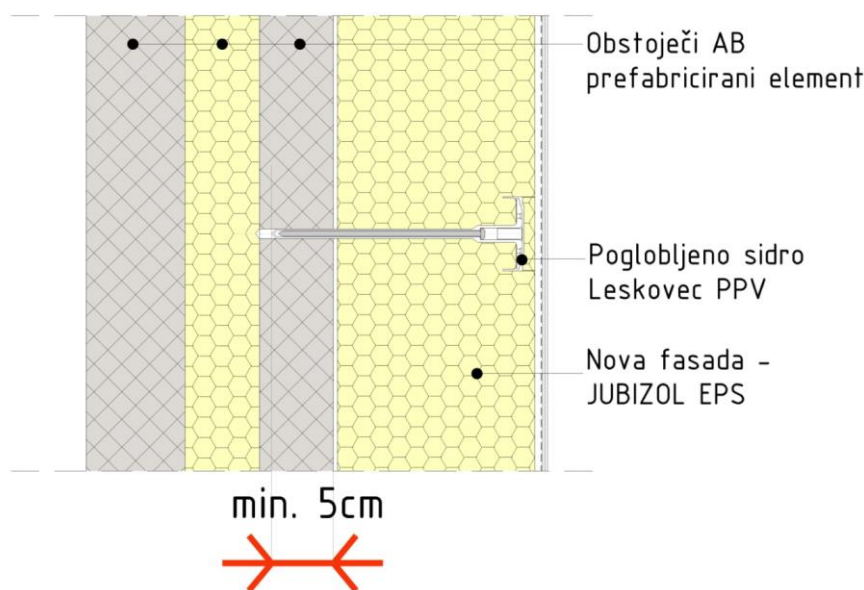 Obstoječi AB
prefabricirani element
Poglobljeno sidro
Leskovec PPV
Nova fasada -
JUBIZOL EPS
min. 5cm